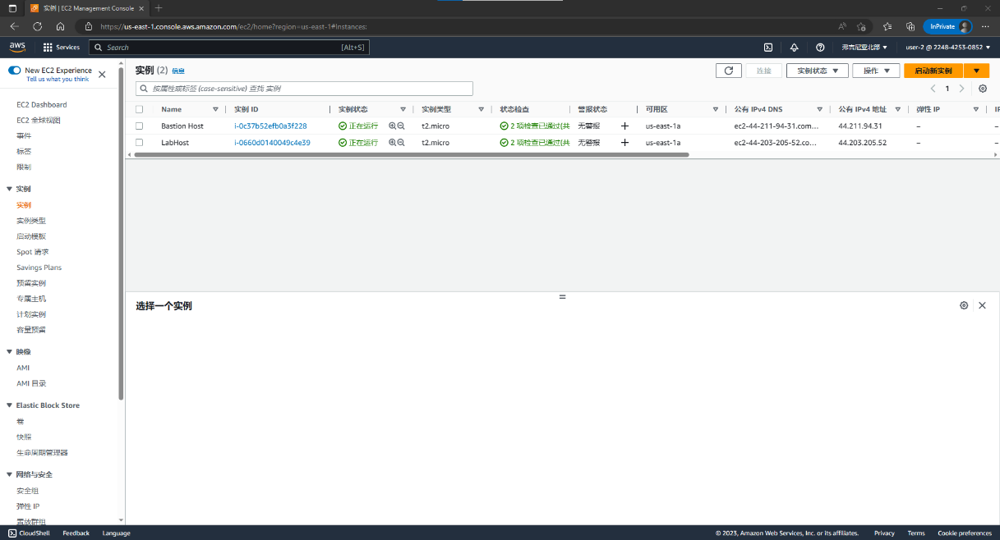 实例 | EC2 Management Console
https://us-east-1.console.aws.amazon.com/ec2/home?region=us-east-1#Instances:
InPrivate
aws
Services
Search
[Alt+S]
弗吉尼亚北部
user-2 @ 2248-4253-0852
New EC2 Experience
Tell us what you think
EC2 Dashboard
EC2 全球视图
事件
标签
限制
实例
实例
实例类型
启动模板
Spot 请求
Savings Plans
预留实例
专属主机
计划实例
容量预留
映像
AMI
AMI 目录
Elastic Block Store
卷
快照
生命周期管理器
网络与安全
安全组
弹性 IP
置放群组
实例 (2) 信息
连接
实例状态
操作
启动新实例
按属性或标签 (case-sensitive) 查找 实例
1
Name 实例 ID 实例状态 实例类型 状态检查 警报状态 可用区 公有 IPv4 DNS 公有 IPv4 地址 弹性 IP
Bastion Host i-0c37b52efb0a3f228 正在运行 t2.micro 2 项检查已通过(共 无警报 + us-east-1a ec2-44-211-94-31.com... 44.211.94.31 – –
LabHost i-0660d0140049c4e39 正在运行 t2.micro 2 项检查已通过(共 无警报 + us-east-1a ec2-44-203-205-52.co... 44.203.205.52 – –
选择一个实例
CloudShell
Feedback
Language
© 2023, Amazon Web Services, Inc. or its affiliates.
Privacy
Terms
Cookie preferences